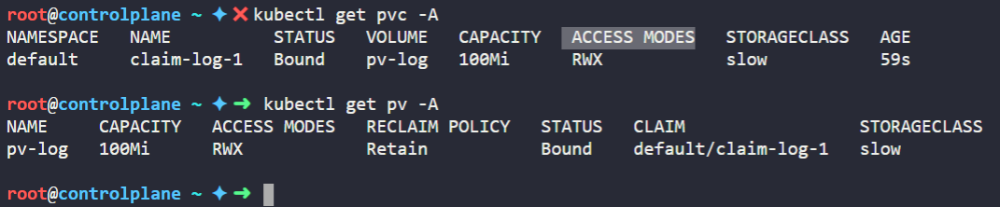 root@controlplane ~ ✦ ✖ kubectl get pvc -A
NAMESPACE   NAME          STATUS   VOLUME   CAPACITY   ACCESS MODES   STORAGECLASS   AGE
default     claim-log-1   Bound    pv-log   100Mi      RWX            slow           59s
root@controlplane ~ ✦ ➜ kubectl get pv -A
NAME     CAPACITY   ACCESS MODES   RECLAIM POLICY   STATUS   CLAIM                 STORAGECLASS
pv-log   100Mi      RWX            Retain           Bound    default/claim-log-1   slow
root@controlplane ~ ✦ ➜